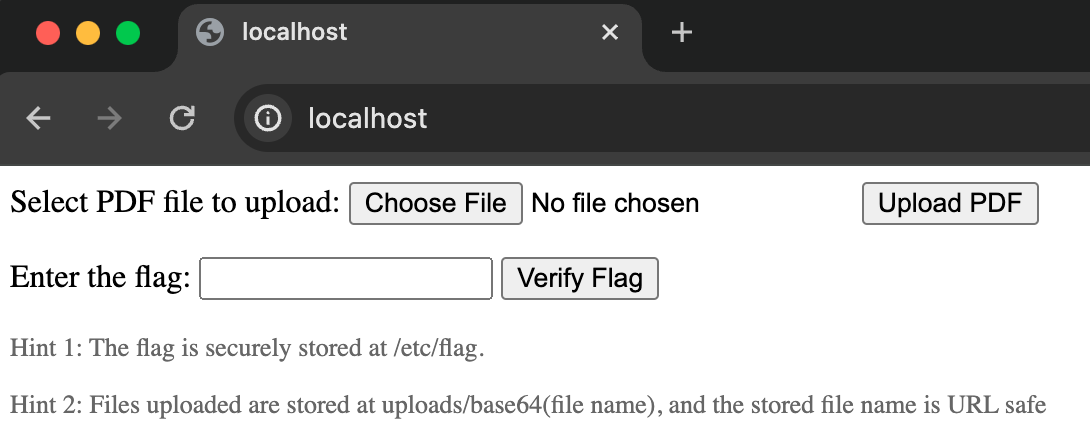 localhost
localhost
Select PDF file to upload: Choose File No file chosen Upload PDF
Enter the flag: Verify Flag
Hint 1: The flag is securely stored at /etc/flag.
Hint 2: Files uploaded are stored at uploads/base64(file name), and the stored file name is URL safe